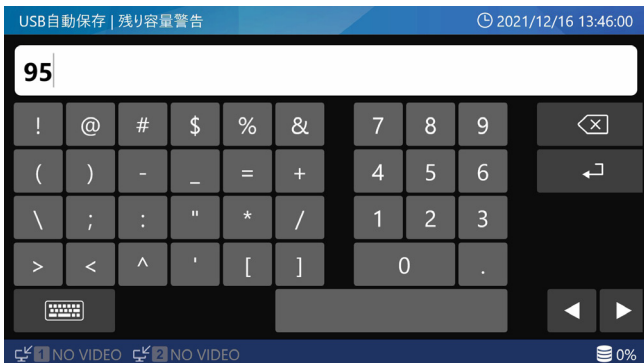 USB自動保存 | 残り容量警告 2021/12/16 13:46:00
95
! @ # $ % & 7 8 9
( ) - _ = + 4 5 6
\ ; : " * / 1 2 3
> < ^ ' [ ] 0 .
1 NO VIDEO 2 NO VIDEO 0%